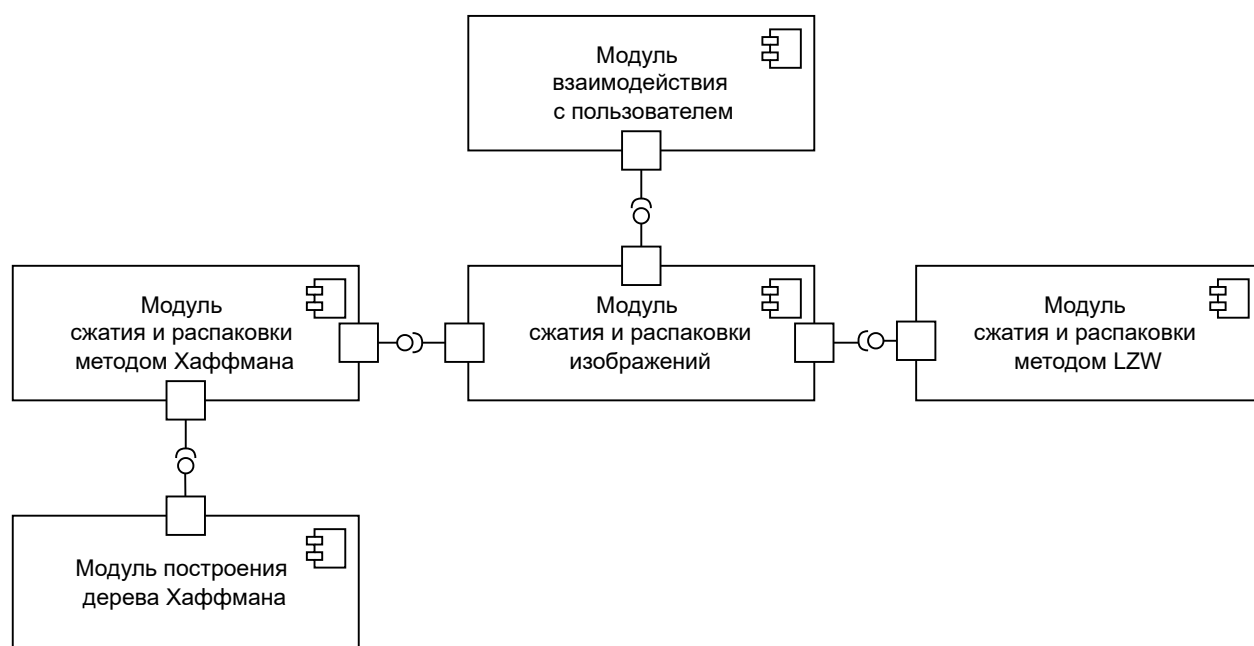 Модуль
взаимодействия
с пользователем
Модуль
сжатия и распаковки
методом Хаффмана
Модуль
сжатия и распаковки
изображений
Модуль
сжатия и распаковки
методом LZW
Модуль построения
дерева Хаффмана